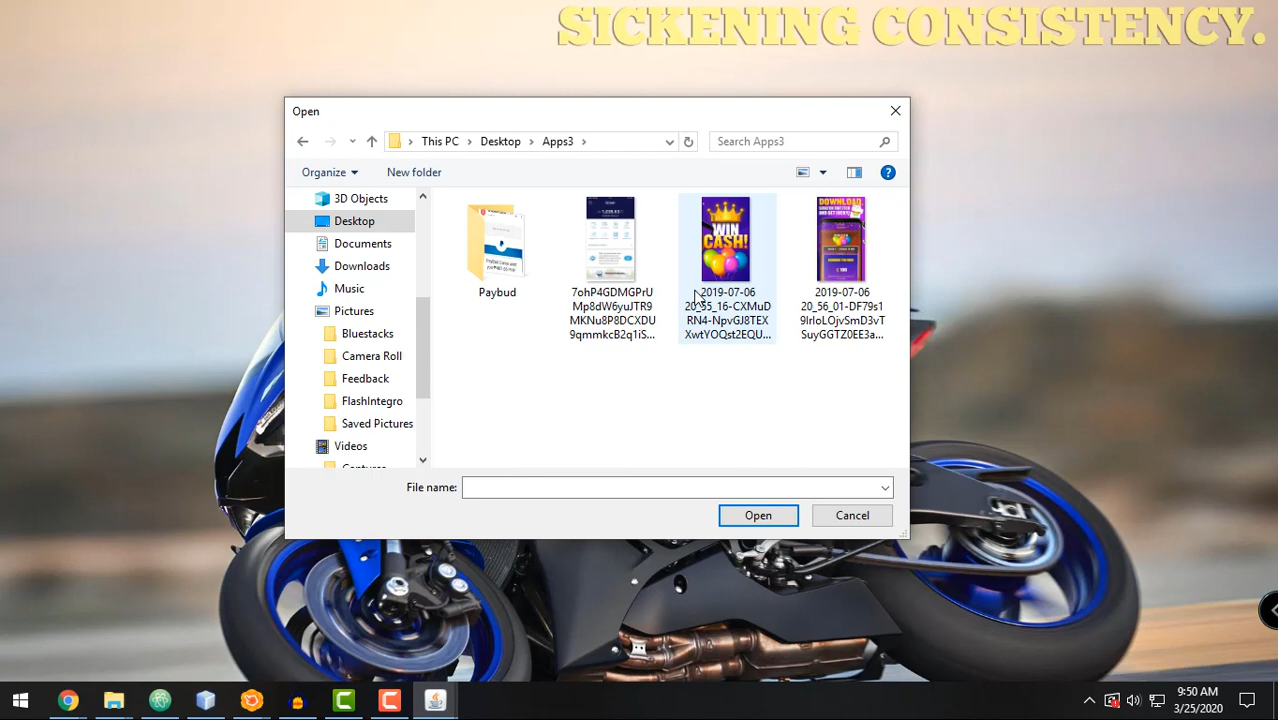 SICKENING CONSISTENCY.
Open
This PC > Desktop > Apps3 >
Search Apps3
Organize
New folder
3D Objects
Desktop
Documents
Downloads
Music
Pictures
Bluestacks
Camera Roll
Feedback
FlashIntegro
Saved Pictures
Videos
Captures
WIN
CASH!
DOWNLOAD
Paybud
7ohP4GDMGPrU
Mp8dW6yuJTR9
MKNu8P8DCXDU
9qmmkcB2q1iS...
2019-07-06
20_55_16-CXMuD
RN4-NpvGJ8TEX
XwtYOQst2EQU...
2019-07-06
20_56_01-DF79s1
9IrloLOjvSmD3vT
SuyGGTZ0EE3a...
File name:
Open
Cancel
9:50 AM
3/25/2020